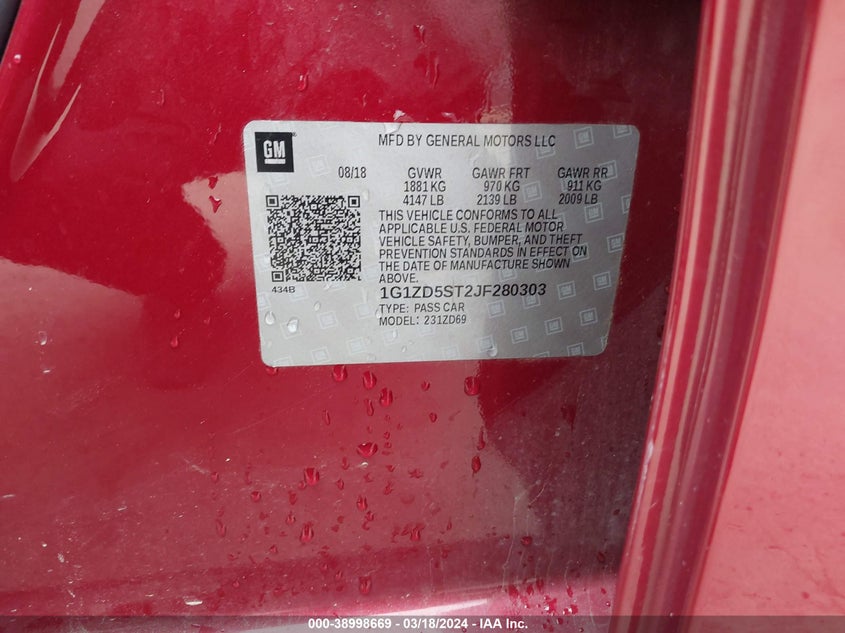 GM
MFD BY GENERAL MOTORS LLC
08/18 GVWR GAWR FRT GAWR RR
1881 KG 970 KG 911 KG
4147 LB 2139 LB 2009 LB
THIS VEHICLE CONFORMS TO ALL
APPLICABLE U.S. FEDERAL MOTOR
VEHICLE SAFETY, BUMPER, AND THEFT
PREVENTION STANDARDS IN EFFECT ON
THE DATE OF MANUFACTURE SHOWN
ABOVE.
434B
1G1ZD5ST2JF280303
TYPE: PASS CAR
MODEL: 231ZD69
000-38998669 — 03/18/2024 — IAA Inc.